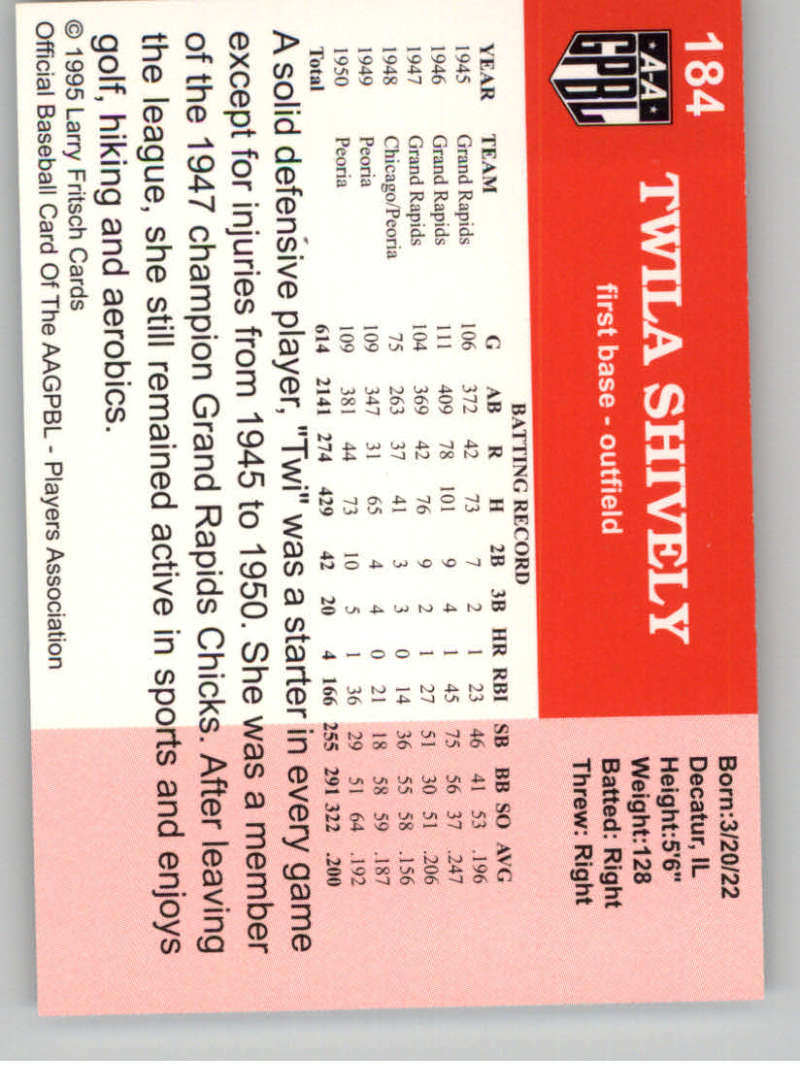 184
AA
GPBL
TWILA SHIVELY
first base - outfield
Born:3/20/22
Decatur, IL
Height:5'6"
Weight:128
Batted: Right
Threw: Right
BATTING RECORD
YEAR TEAM G AB R H 2B 3B HR RBI SB BB SO AVG
1945 Grand Rapids 106 372 42 73 7 2 1 23 46 41 53 .196
1946 Grand Rapids 111 409 78 101 9 4 1 45 75 56 37 .247
1947 Grand Rapids 104 369 42 76 9 2 1 27 51 30 51 .206
1948 Chicago/Peoria 75 263 37 41 3 3 0 14 36 55 58 .156
1949 Peoria 109 347 31 65 4 4 0 21 18 58 59 .187
1950 Peoria 109 381 44 73 10 5 1 36 29 51 64 .192
Total 614 2141 274 429 42 20 4 166 255 291 322 .200
A solid defensive player, "Twi" was a starter in every game
except for injuries from 1945 to 1950. She was a member
of the 1947 champion Grand Rapids Chicks. After leaving
the league, she still remained active in sports and enjoys
golf, hiking and aerobics.
© 1995 Larry Fritsch Cards
Official Baseball Card Of The AAGPBL - Players Association